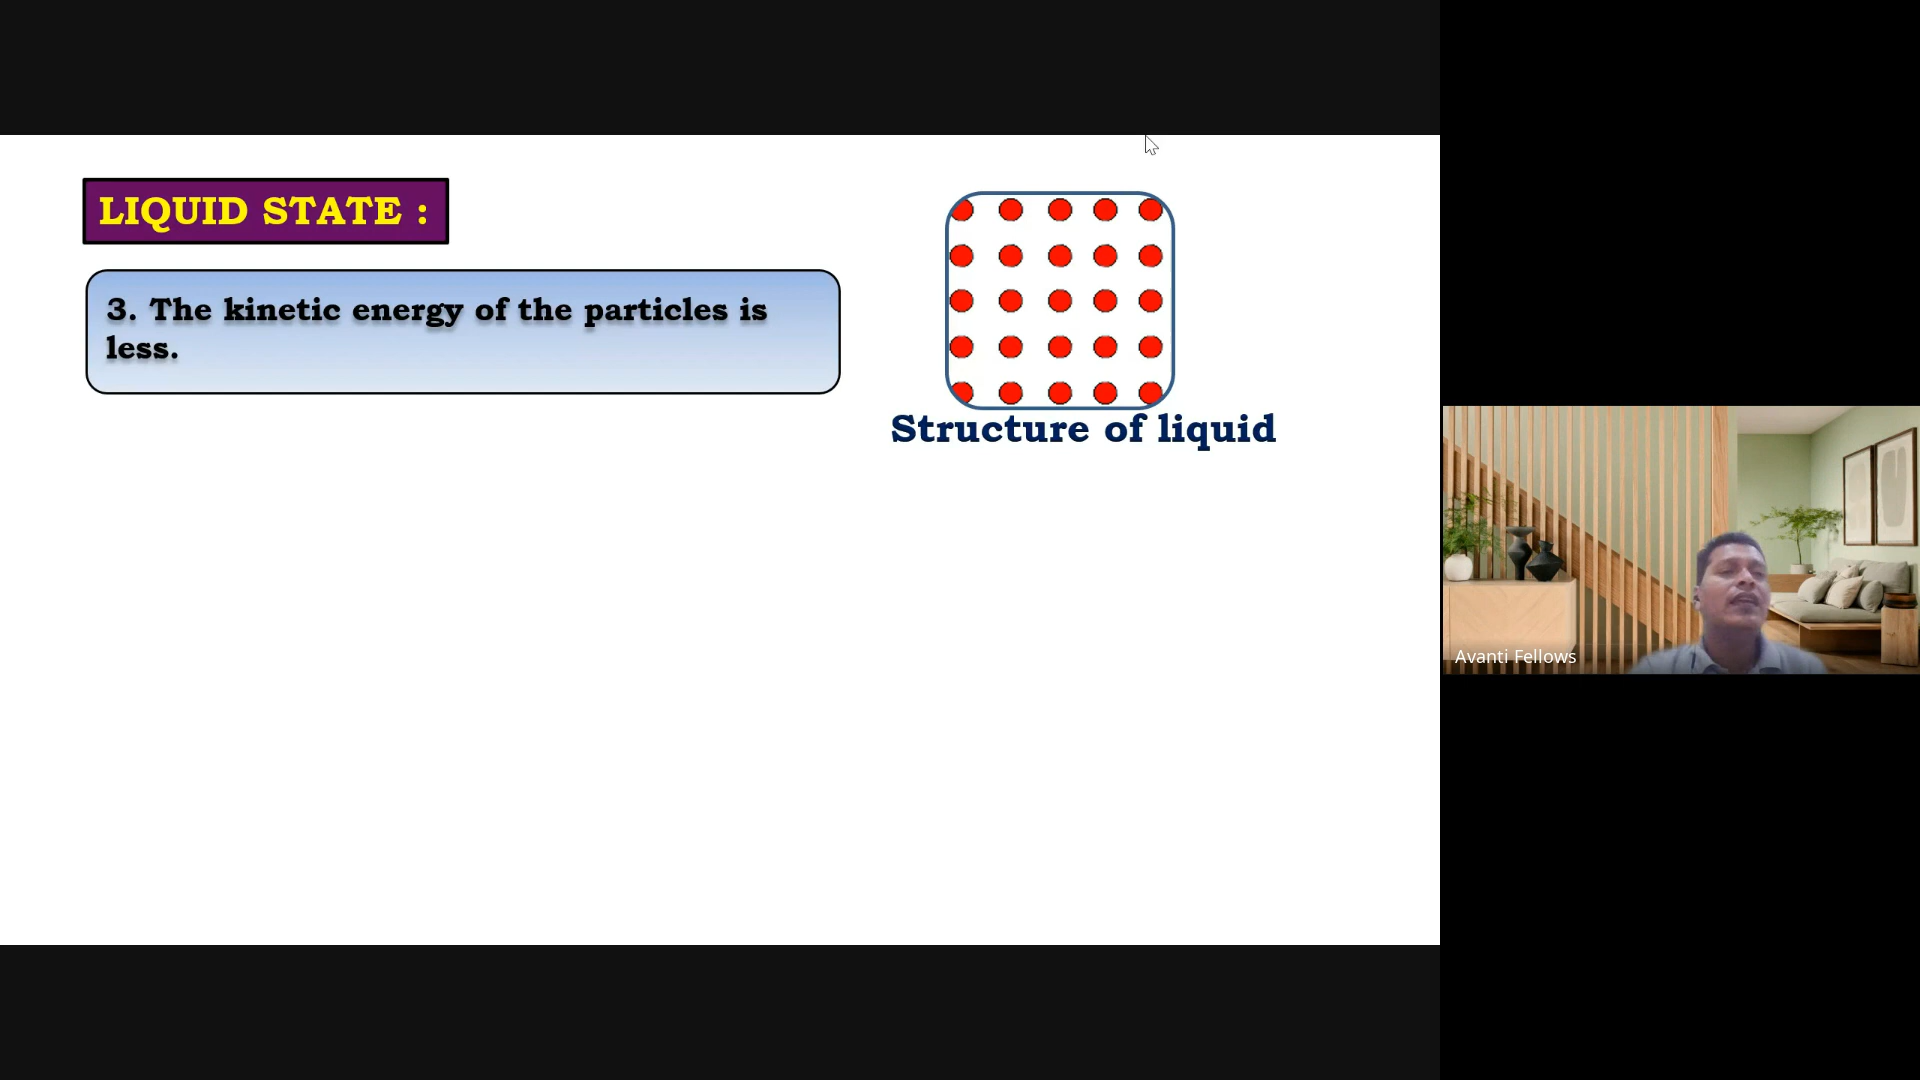 LIQUID STATE :
3. The kinetic energy of the particles is
less.
Structure of liquid
Avanti Fellows